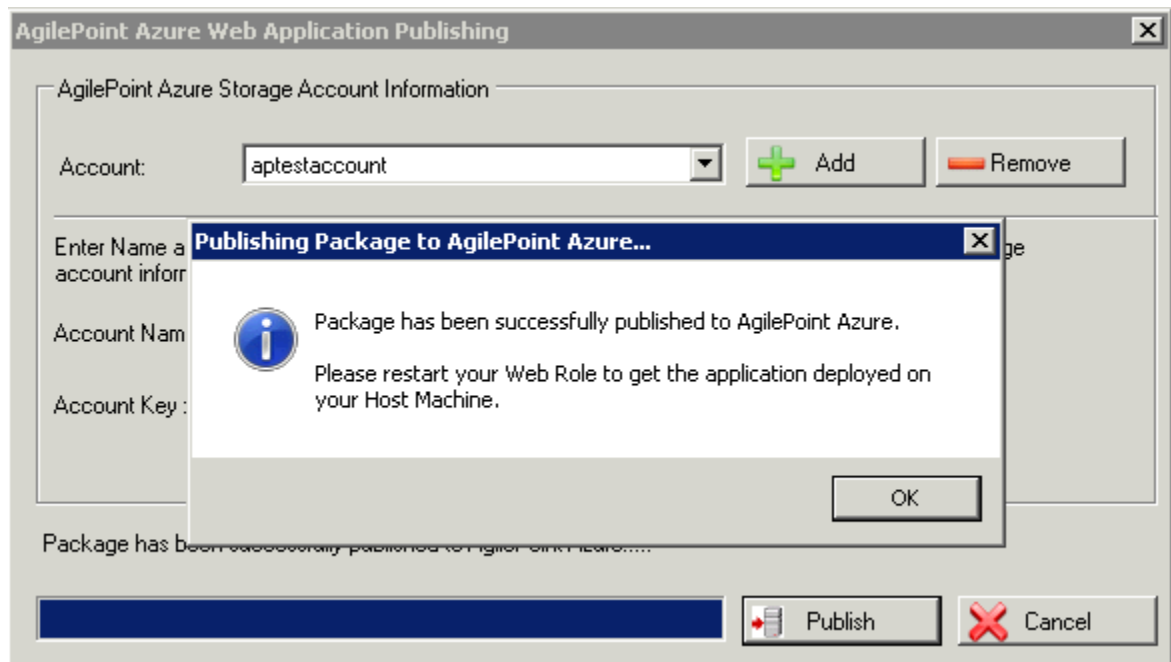 AgilePoint Azure Web Application Publishing
AgilePoint Azure Storage Account Information
Account:
aptestaccount
Add
Remove
Enter Name a
account inforr
Publishing Package to AgilePoint Azure...
Package has been successfully published to AgilePoint Azure.
Please restart your Web Role to get the application deployed on
your Host Machine.
Account Nam
Account Key :
OK
Package has been successfully published to AgilePoint Azure.....
Publish
Cancel